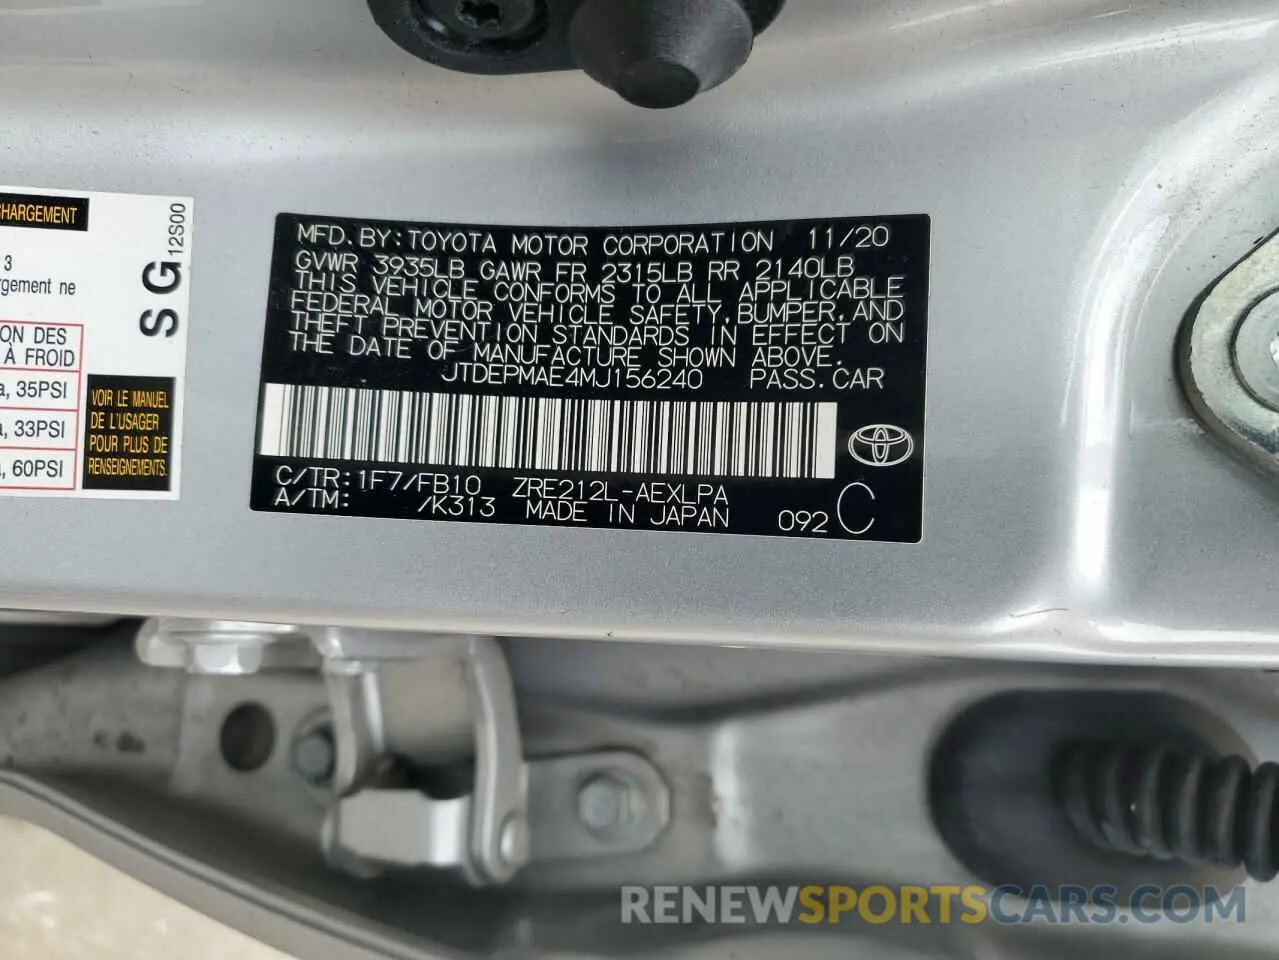 CHARGEMENT
3
rgement ne
ON DES
À FROID
a, 35PSI
a, 33PSI
a, 60PSI
SG
12S00
VOIR LE MANUEL
DE L'USAGER
POUR PLUS DE
RENSEIGNEMENTS.
MFD.BY:TOYOTA MOTOR CORPORATION 11/20
GVWR 3935LB GAWR FR 2315LB RR 2140LB
THIS VEHICLE CONFORMS TO ALL APPLICABLE
FEDERAL MOTOR VEHICLE SAFETY,BUMPER,AND
THEFT PREVENTION STANDARDS IN EFFECT ON
THE DATE OF MANUFACTURE SHOWN ABOVE.
JTDEPMAE4MJ156240 PASS.CAR
C/TR:1F7/FB10 ZRE212L-AEXLPA
A/TM: /K313 MADE IN JAPAN 092 C
RENEWSPORTSCARS.COM